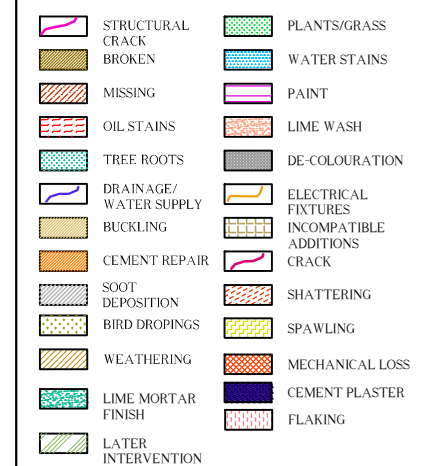 STRUCTURAL
CRACK
BROKEN
MISSING
OIL STAINS
TREE ROOTS
DRAINAGE/
WATER SUPPLY
BUCKLING
CEMENT REPAIR
SOOT
DEPOSITION
BIRD DROPINGS
WEATHERING
LIME MORTAR
FINISH
LATER
INTERVENTION
PLANTS/GRASS
WATER STAINS
PAINT
LIME WASH
DE-COLOURATION
ELECTRICAL
FIXTURES
INCOMPATIBLE
ADDITIONS
CRACK
SHATTERING
SPAWLING
MECHANICAL LOSS
CEMENT PLASTER
FLAKING